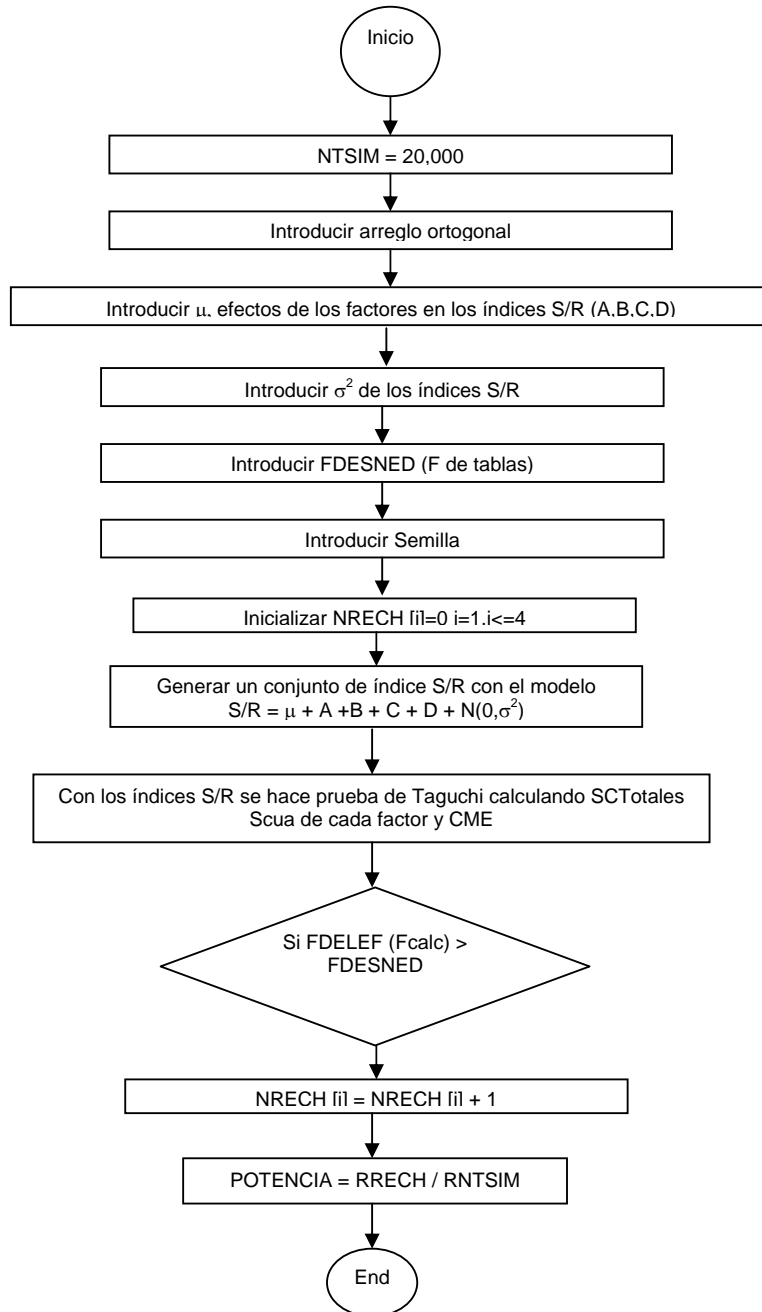 Inicio
NTSIM = 20,000
Introducir arreglo ortogonal
Introducir μ, efectos de los factores en los índices S/R (A,B,C,D)
Introducir σ² de los índices S/R
Introducir FDESNED (F de tablas)
Introducir Semilla
Inicializar NRECH [i]=0 i=1,i<=4
Generar un conjunto de índice S/R con el modelo
S/R = μ + A +B + C + D + N(0,σ²)
Con los índices S/R se hace prueba de Taguchi calculando SCTotales
Scua de cada factor y CME
Si FDELEF (Fcalc) >
FDESNED
NRECH [i] = NRECH [i] + 1
POTENCIA = RRECH / RNTSIM
End